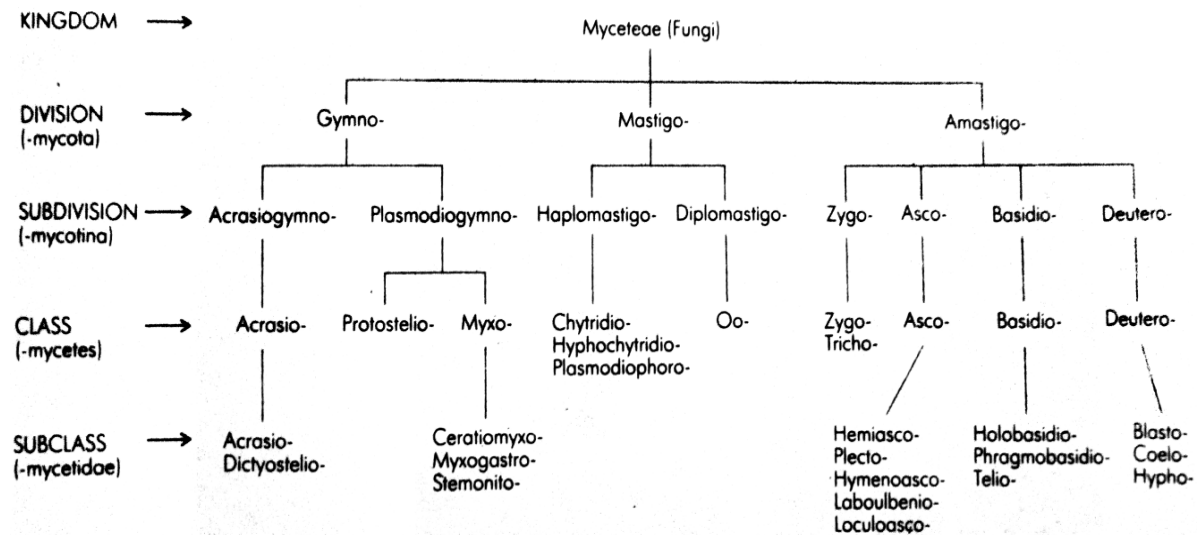 KINGDOM → Myceteae (Fungi)
DIVISION → Gymno- Mastigo- Amastigo-
(-mycota)
SUBDIVISION → Acrasiogymno- Plasmodiogymno- Haplomastigo- Diplomastigo- Zygo- Asco- Basidio- Deutero-
(-mycotina)
CLASS → Acrasio- Protostelio- Myxo- Chytridio- Oo- Zygo- Asco- Basidio- Deutero-
(-mycetes) Hyphochytridio- Tricho-
Plasmodiophoro-
SUBCLASS → Acrasio- Ceratiomyxo- Hemiasco- Holobasidio- Blasto-
(-mycetidae) Dictyostelio- Myxogastro- Plecto- Phragmobasidio- Coelo-
Stemonito- Hymenoasco- Telio- Hypho-
Laboulbenio-
Loculoasco-